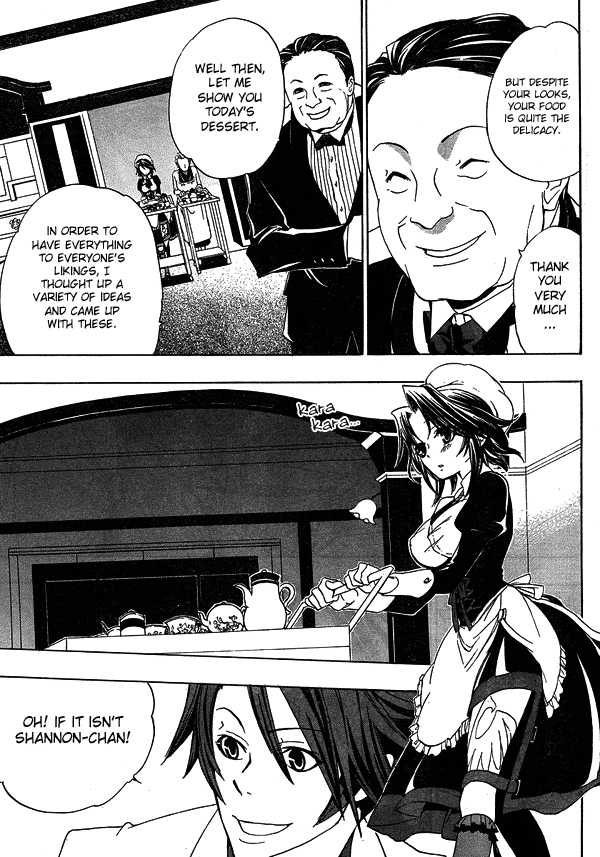 BUT DESPITE
YOUR LOOKS,
YOUR FOOD
IS QUITE THE
DELICACY.
THANK
YOU
VERY
MUCH
...
WELL THEN,
LET ME
SHOW YOU
TODAY'S
DESSERT.
IN ORDER TO
HAVE EVERYTHING
TO EVERYONE'S
LIKINGS, I
THOUGHT UP A
VARIETY OF IDEAS
AND CAME UP
WITH THESE.
kara
kara...
OH! IF IT ISN'T
SHANNON-CHAN!